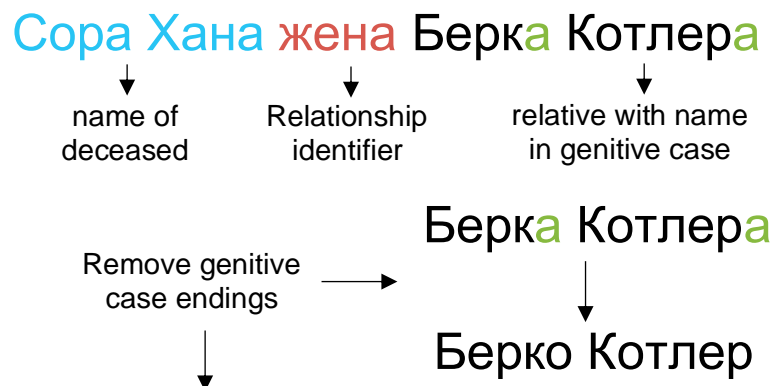 Сора Хана жена Берка Котлера
name of
deceased
Relationship
identifier
relative with name
in genitive case
Берка Котлера
Remove genitive
case endings
Берко Котлер